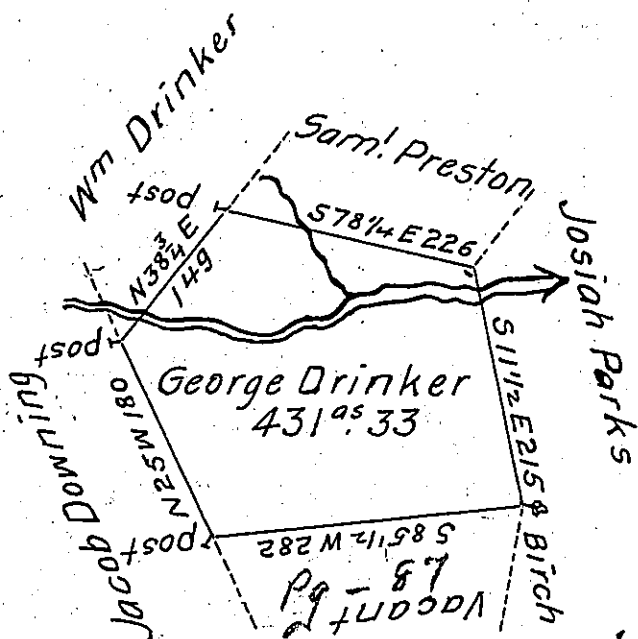 Wm Drinker
Sam! Preston
post
S78¼E226
N38¾E
149
Josiah Parks
post
George Drinker
431as. 33
S11½E215
N25W180
Jacob Downing
post
S85½W282
Birch
Vacant